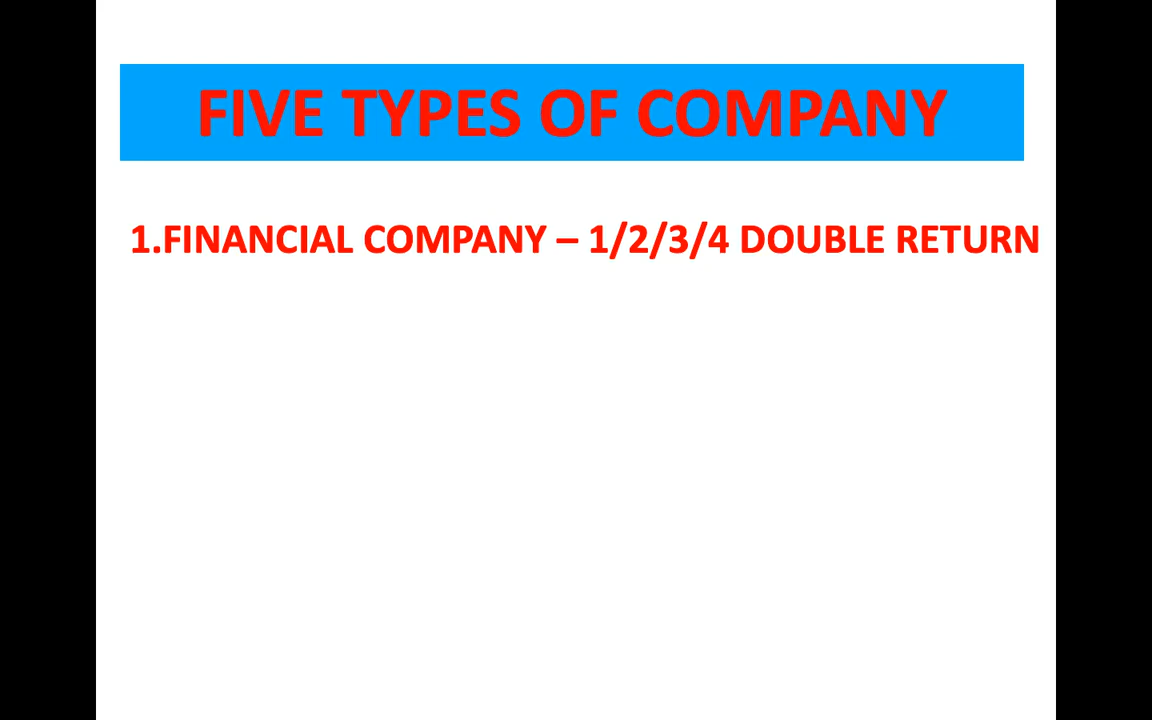 FIVE TYPES OF COMPANY
1.FINANCIAL COMPANY – 1/2/3/4 DOUBLE RETURN